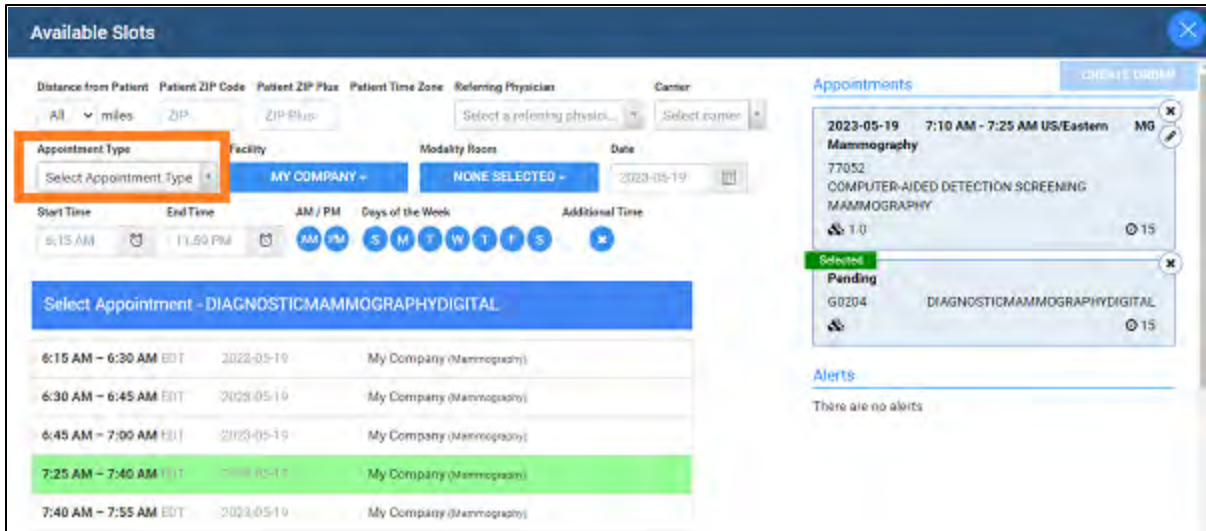 Available Slots
Distance from Patient Patient ZIP Code Patient ZIP Plus Patient Time Zone Referring Physician Carrier
All miles ZIP ZIP Plus Select a referring physici... Select carrier
Appointment Type Facility Modality Room Date
Select Appointment Type MY COMPANY NONE SELECTED 2023-05-19
Start Time End Time AM / PM Days of the Week Additional Time
6:15 AM 11:59 PM AM PM S M T W T F S
Select Appointment - DIAGNOSTICMAMMOGRAPHYDIGITAL
6:15 AM – 6:30 AM EDT 2023-05-19 My Company (Mammography)
6:30 AM – 6:45 AM EDT 2023-05-19 My Company (Mammography)
6:45 AM – 7:00 AM EDT 2023-05-19 My Company (Mammography)
7:25 AM – 7:40 AM EDT My Company (Mammography)
7:40 AM – 7:55 AM EDT 2023-05-19 My Company (Mammography)
CREATE ORDER
Appointments
2023-05-19 7:10 AM - 7:25 AM US/Eastern MG
Mammography
77052
COMPUTER-AIDED DETECTION SCREENING
MAMMOGRAPHY
1.0 15
Selected
Pending
G0204 DIAGNOSTICMAMMOGRAPHYDIGITAL
15
Alerts
There are no alerts